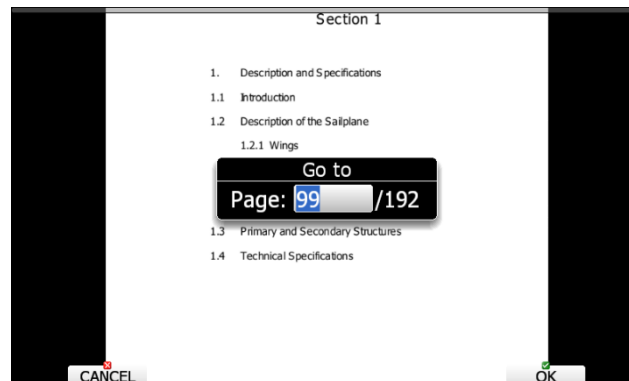 Section 1
1. Description and Specifications
1.1 Introduction
1.2 Description of the Sailplane
1.2.1 Wings
Go to
Page: 99 /192
1.3 Primary and Secondary Structures
1.4 Technical Specifications
CANCEL
OK